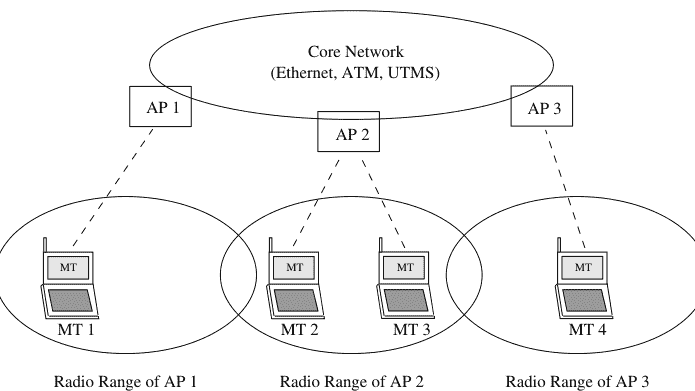 Core Network
(Ethernet, ATM, UTMS)
AP 1
AP 2
AP 3
MT
MT
MT
MT
MT 1
MT 2
MT 3
MT 4
Radio Range of AP 1
Radio Range of AP 2
Radio Range of AP 3